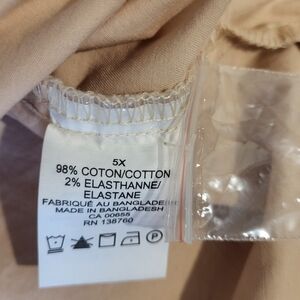 5X
98% COTON/COTTON
2% ELASTHANNE/
ELASTANE
FABRIQUÉ AU BANGLADESH
MADE IN BANGLADESH
CA 00655
RN 138760
P